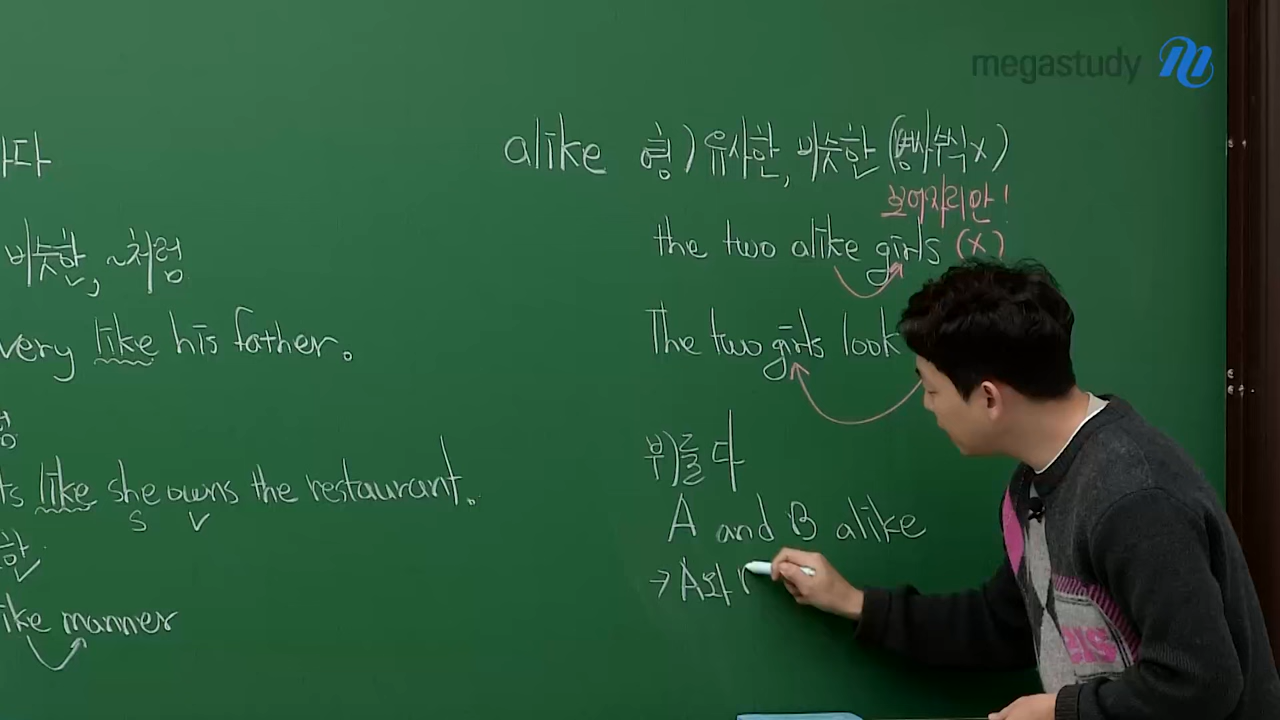 megastudy
비슷한, ~처럼
very like his father.
like she owns the restaurant.
S V
manner
alike 형) 유사한, 비슷한 (명사수식x)
보어자리만!
the two alike girls (x)
The two girls look
부) 둘 다
A and B alike
→ A와